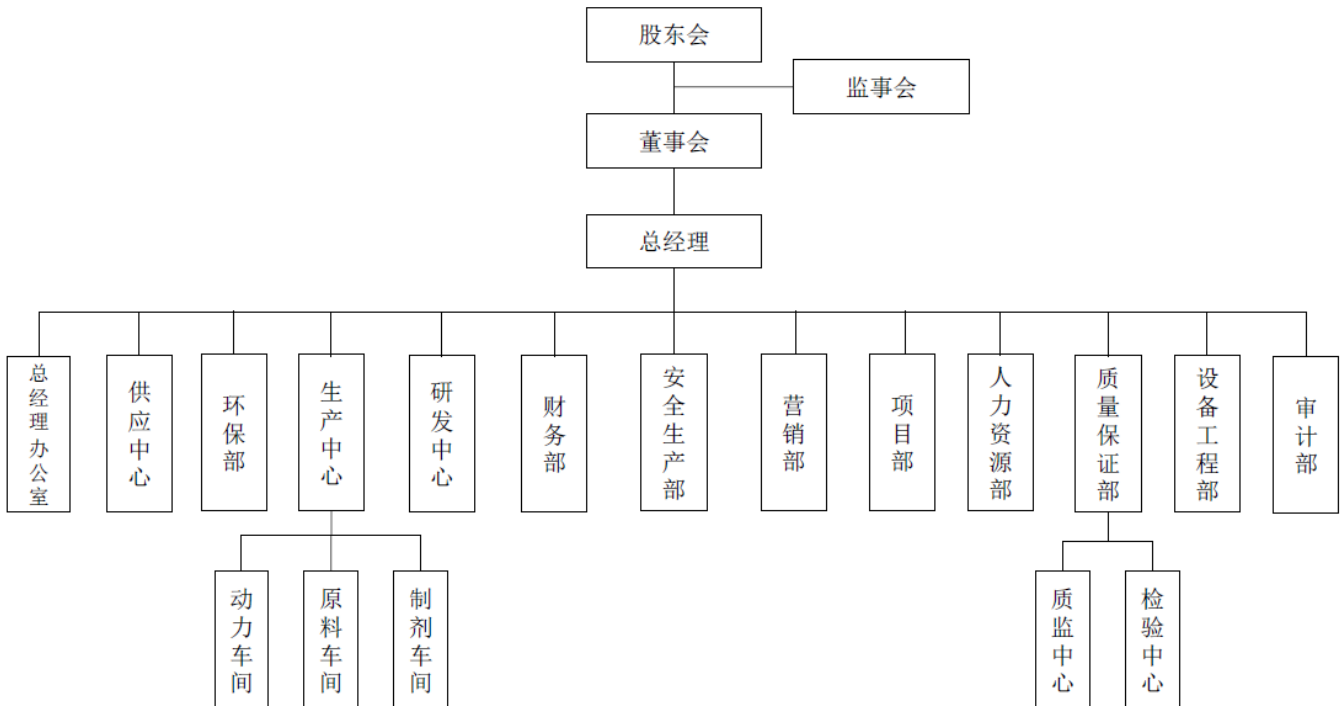 股东会
监事会
董事会
总经理
总经理办公室
供应中心
环保部
生产中心
研发中心
财务部
安全生产部
营销部
项目部
人力资源部
质量保证部
设备工程部
审计部
动力车间
原料车间
制剂车间
质监中心
检验中心